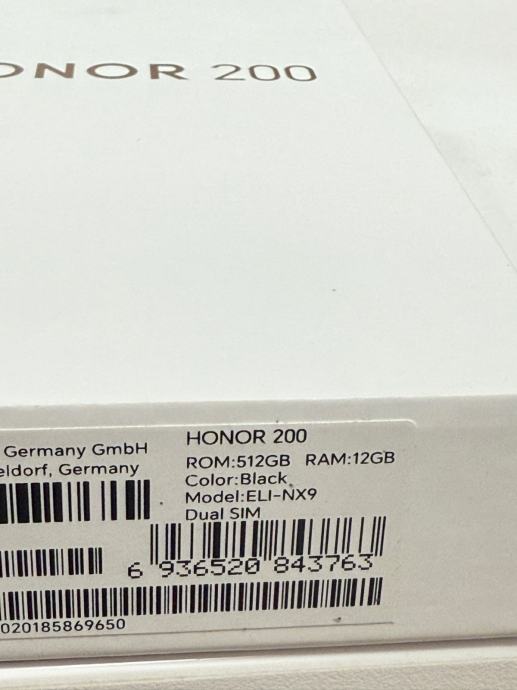 ONOR 200
Germany GmbH
eldorf, Germany
HONOR 200
ROM:512GB RAM:12GB
Color:Black
Model:ELI-NX9
Dual SIM
6 936520 843763
020185869650